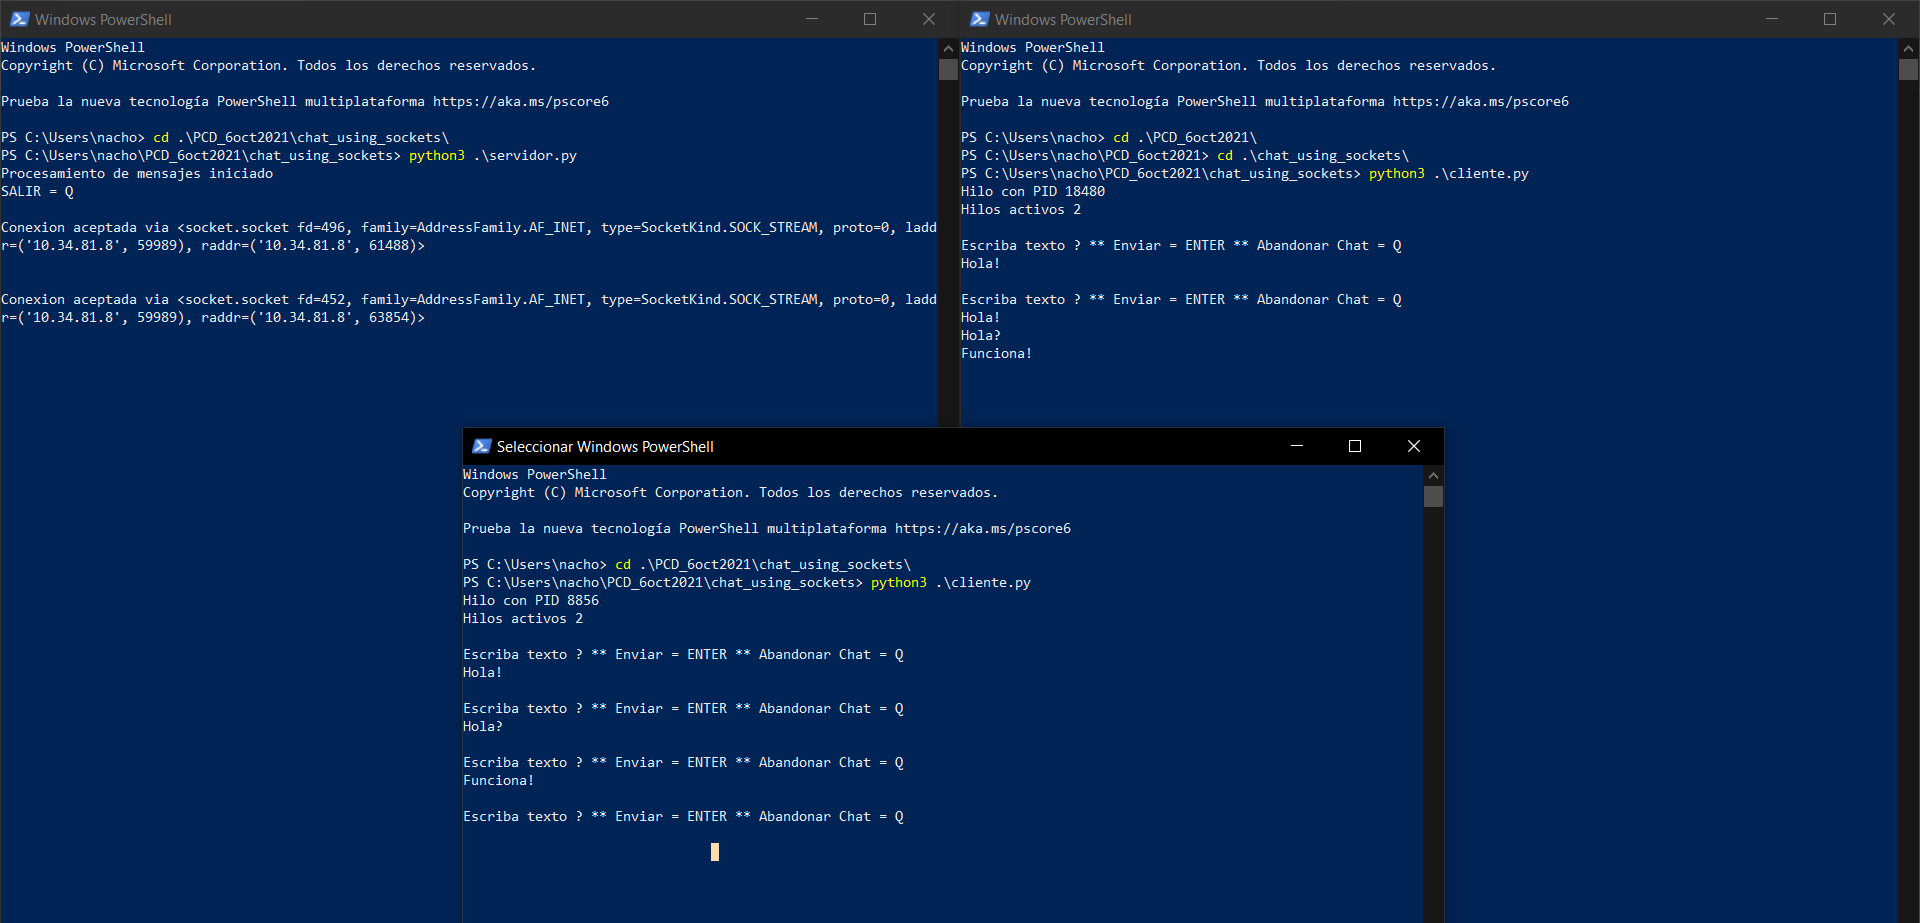 Windows PowerShell
Windows PowerShell
Copyright (C) Microsoft Corporation. Todos los derechos reservados.
Prueba la nueva tecnología PowerShell multiplataforma https://aka.ms/pscore6
PS C:\Users\nacho> cd .\PCD_6oct2021\chat_using_sockets\
PS C:\Users\nacho\PCD_6oct2021\chat_using_sockets> python3 .\servidor.py
Procesamiento de mensajes iniciado
SALIR = Q
Conexion aceptada via <socket.socket fd=496, family=AddressFamily.AF_INET, type=SocketKind.SOCK_STREAM, proto=0, ladd
r=('10.34.81.8', 59989), raddr=('10.34.81.8', 61488)>
Conexion aceptada via <socket.socket fd=452, family=AddressFamily.AF_INET, type=SocketKind.SOCK_STREAM, proto=0, ladd
r=('10.34.81.8', 59989), raddr=('10.34.81.8', 63854)>
Windows PowerShell
Windows PowerShell
Copyright (C) Microsoft Corporation. Todos los derechos reservados.
Prueba la nueva tecnología PowerShell multiplataforma https://aka.ms/pscore6
PS C:\Users\nacho> cd .\PCD_6oct2021\
PS C:\Users\nacho\PCD_6oct2021> cd .\chat_using_sockets\
PS C:\Users\nacho\PCD_6oct2021\chat_using_sockets> python3 .\cliente.py
Hilo con PID 18480
Hilos activos 2
Escriba texto ? ** Enviar = ENTER ** Abandonar Chat = Q
Hola!
Escriba texto ? ** Enviar = ENTER ** Abandonar Chat = Q
Hola!
Hola?
Funciona!
Seleccionar Windows PowerShell
Windows PowerShell
Copyright (C) Microsoft Corporation. Todos los derechos reservados.
Prueba la nueva tecnología PowerShell multiplataforma https://aka.ms/pscore6
PS C:\Users\nacho> cd .\PCD_6oct2021\chat_using_sockets\
PS C:\Users\nacho\PCD_6oct2021\chat_using_sockets> python3 .\cliente.py
Hilo con PID 8856
Hilos activos 2
Escriba texto ? ** Enviar = ENTER ** Abandonar Chat = Q
Hola!
Escriba texto ? ** Enviar = ENTER ** Abandonar Chat = Q
Hola?
Escriba texto ? ** Enviar = ENTER ** Abandonar Chat = Q
Funciona!
Escriba texto ? ** Enviar = ENTER ** Abandonar Chat = Q